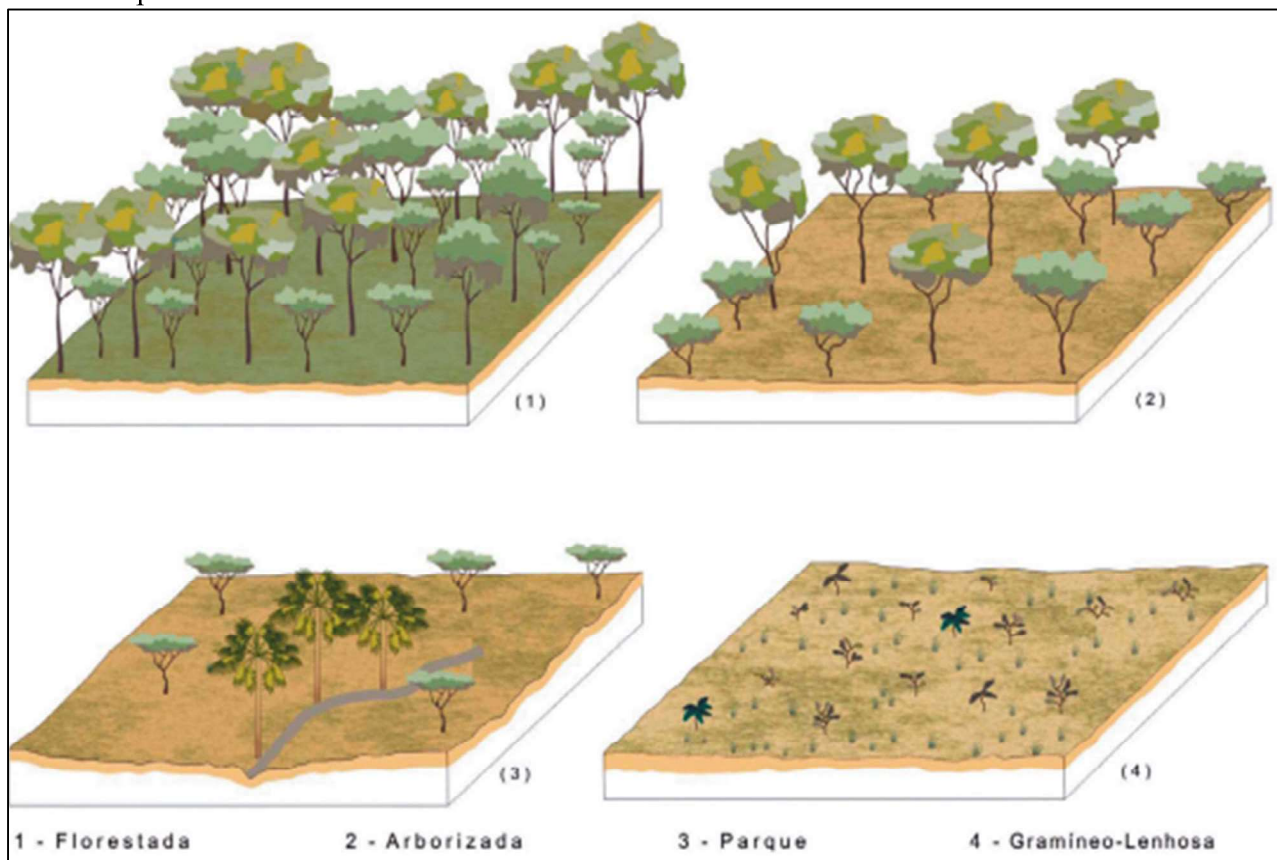 (1)
(2)
(3)
(4)
1 - Florestada 2 - Arborizada 3 - Parque 4 - Gramíneo-Lenhosa